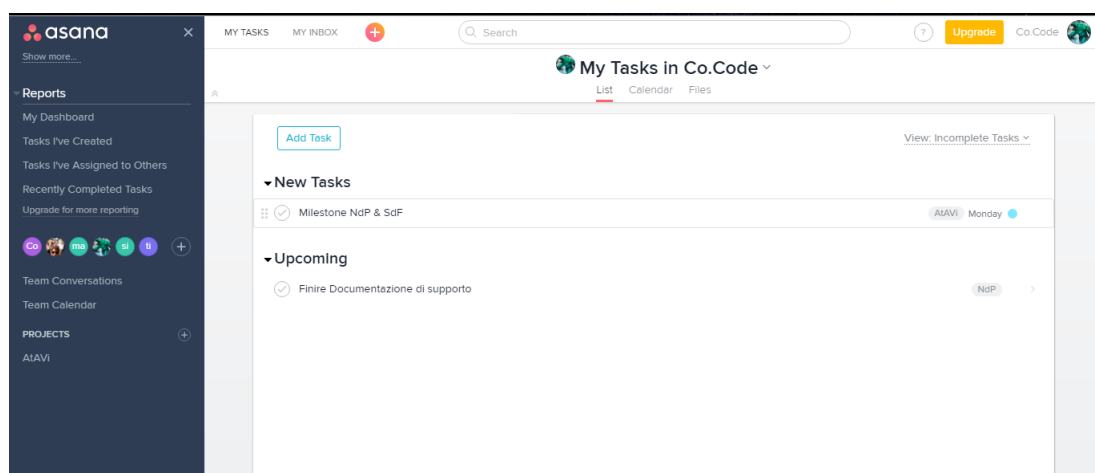 asana
Show more...
Reports
My Dashboard
Tasks I've Created
Tasks I've Assigned to Others
Recently Completed Tasks
Upgrade for more reporting
Co ma si ti
Team Conversations
Team Calendar
PROJECTS
AtAVi
MY TASKS MY INBOX Search ? Upgrade Co.Code
My Tasks in Co.Code
List Calendar Files
Add Task View: Incomplete Tasks
New Tasks
Milestone NdP & SdF AtAVi Monday
Upcoming
Finire Documentazione di supporto NdP